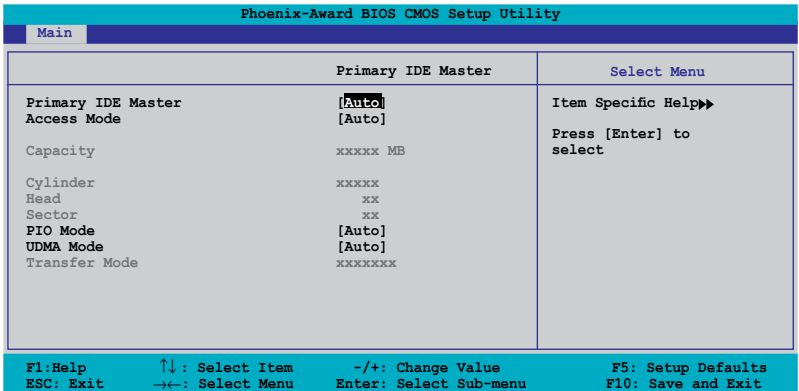 Phoenix-Award BIOS CMOS Setup Utility
Main
Primary IDE Master Select Menu
Primary IDE Master [Auto] Item Specific Help▶▶
Access Mode [Auto]
Press [Enter] to
Capacity xxxxx MB select
Cylinder xxxxx
Head xx
Sector xx
PIO Mode [Auto]
UDMA Mode [Auto]
Transfer Mode xxxxxxx
F1:Help ↑↓: Select Item -/+: Change Value F5: Setup Defaults
ESC: Exit →←: Select Menu Enter: Select Sub-menu F10: Save and Exit